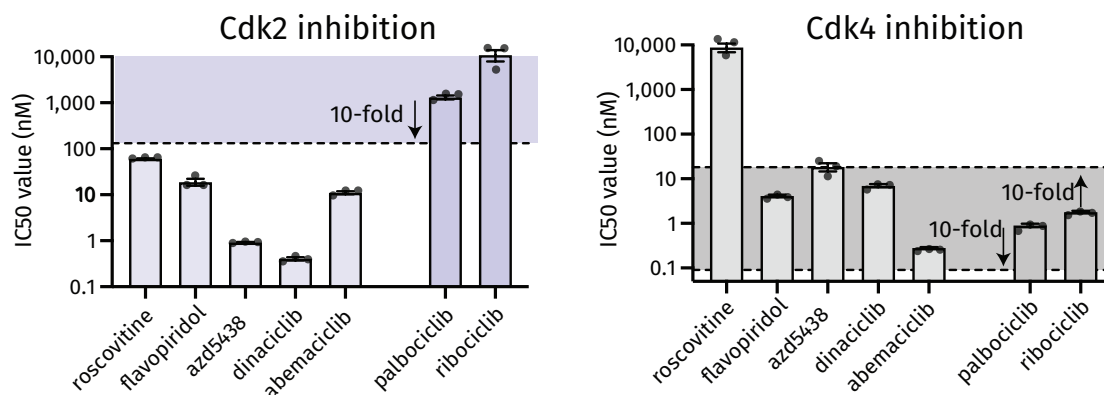 Cdk2 inhibition
IC50 value (nM)
10,000
1,000
100
10
1
0.1
10-fold
roscovitine
flavopiridol
azd5438
dinaciclib
abemaciclib
palbociclib
ribociclib
Cdk4 inhibition
IC50 value (nM)
10,000
1,000
100
10
1
0.1
10-fold
10-fold
roscovitine
flavopiridol
azd5438
dinaciclib
abemaciclib
palbociclib
ribociclib